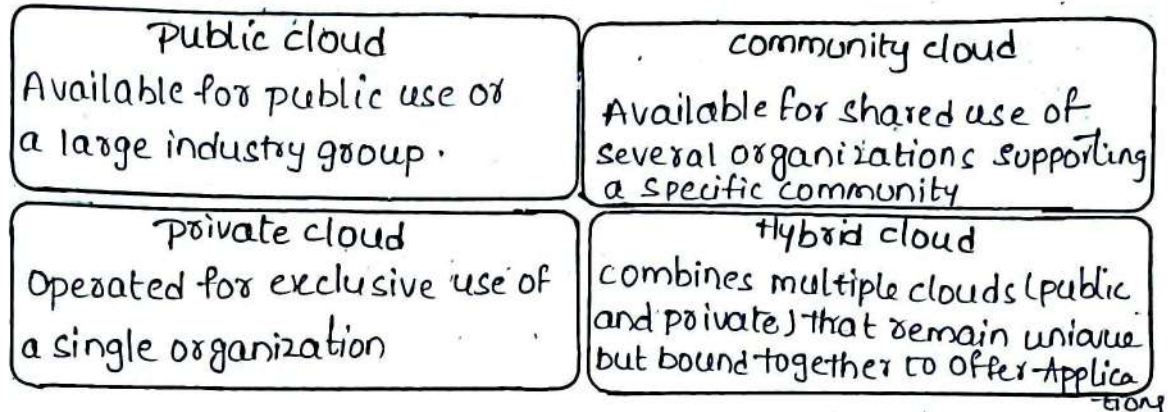 Public cloud
Available for public use or
a large industry group.
community cloud
Available for shared use of
several organizations supporting
a specific community
private cloud
Operated for exclusive use of
a single organization
Hybrid cloud
combines multiple clouds (public
and private) that remain uniaue
but bound together to offer Applica
-tions